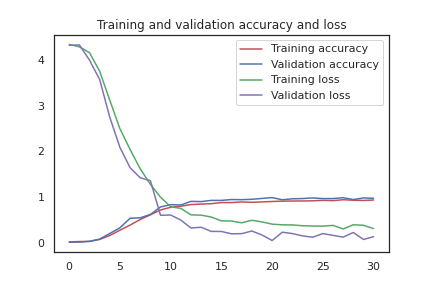 Training and validation accuracy and loss
Training accuracy
Validation accuracy
Training loss
Validation loss
4
3
2
1
0
0 5 10 15 20 25 30